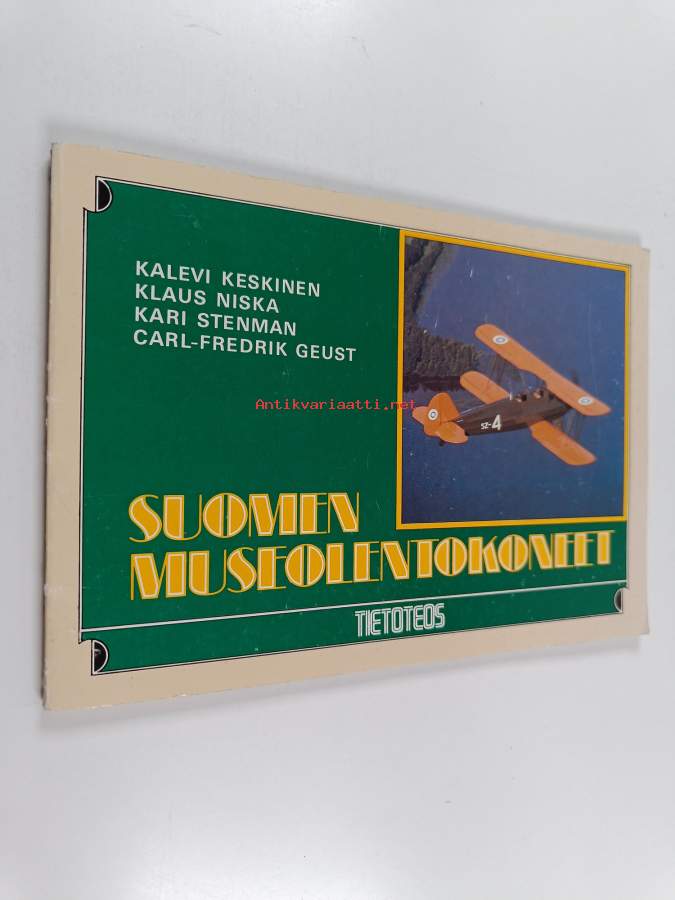 KALEVI KESKINEN
KLAUS NISKA
KARI STENMAN
CARL-FREDRIK GEUST
Antikvariaatti.net
SZ-4
SUOMEN
MUSEOLENTOKONEET
TIETOTEOS